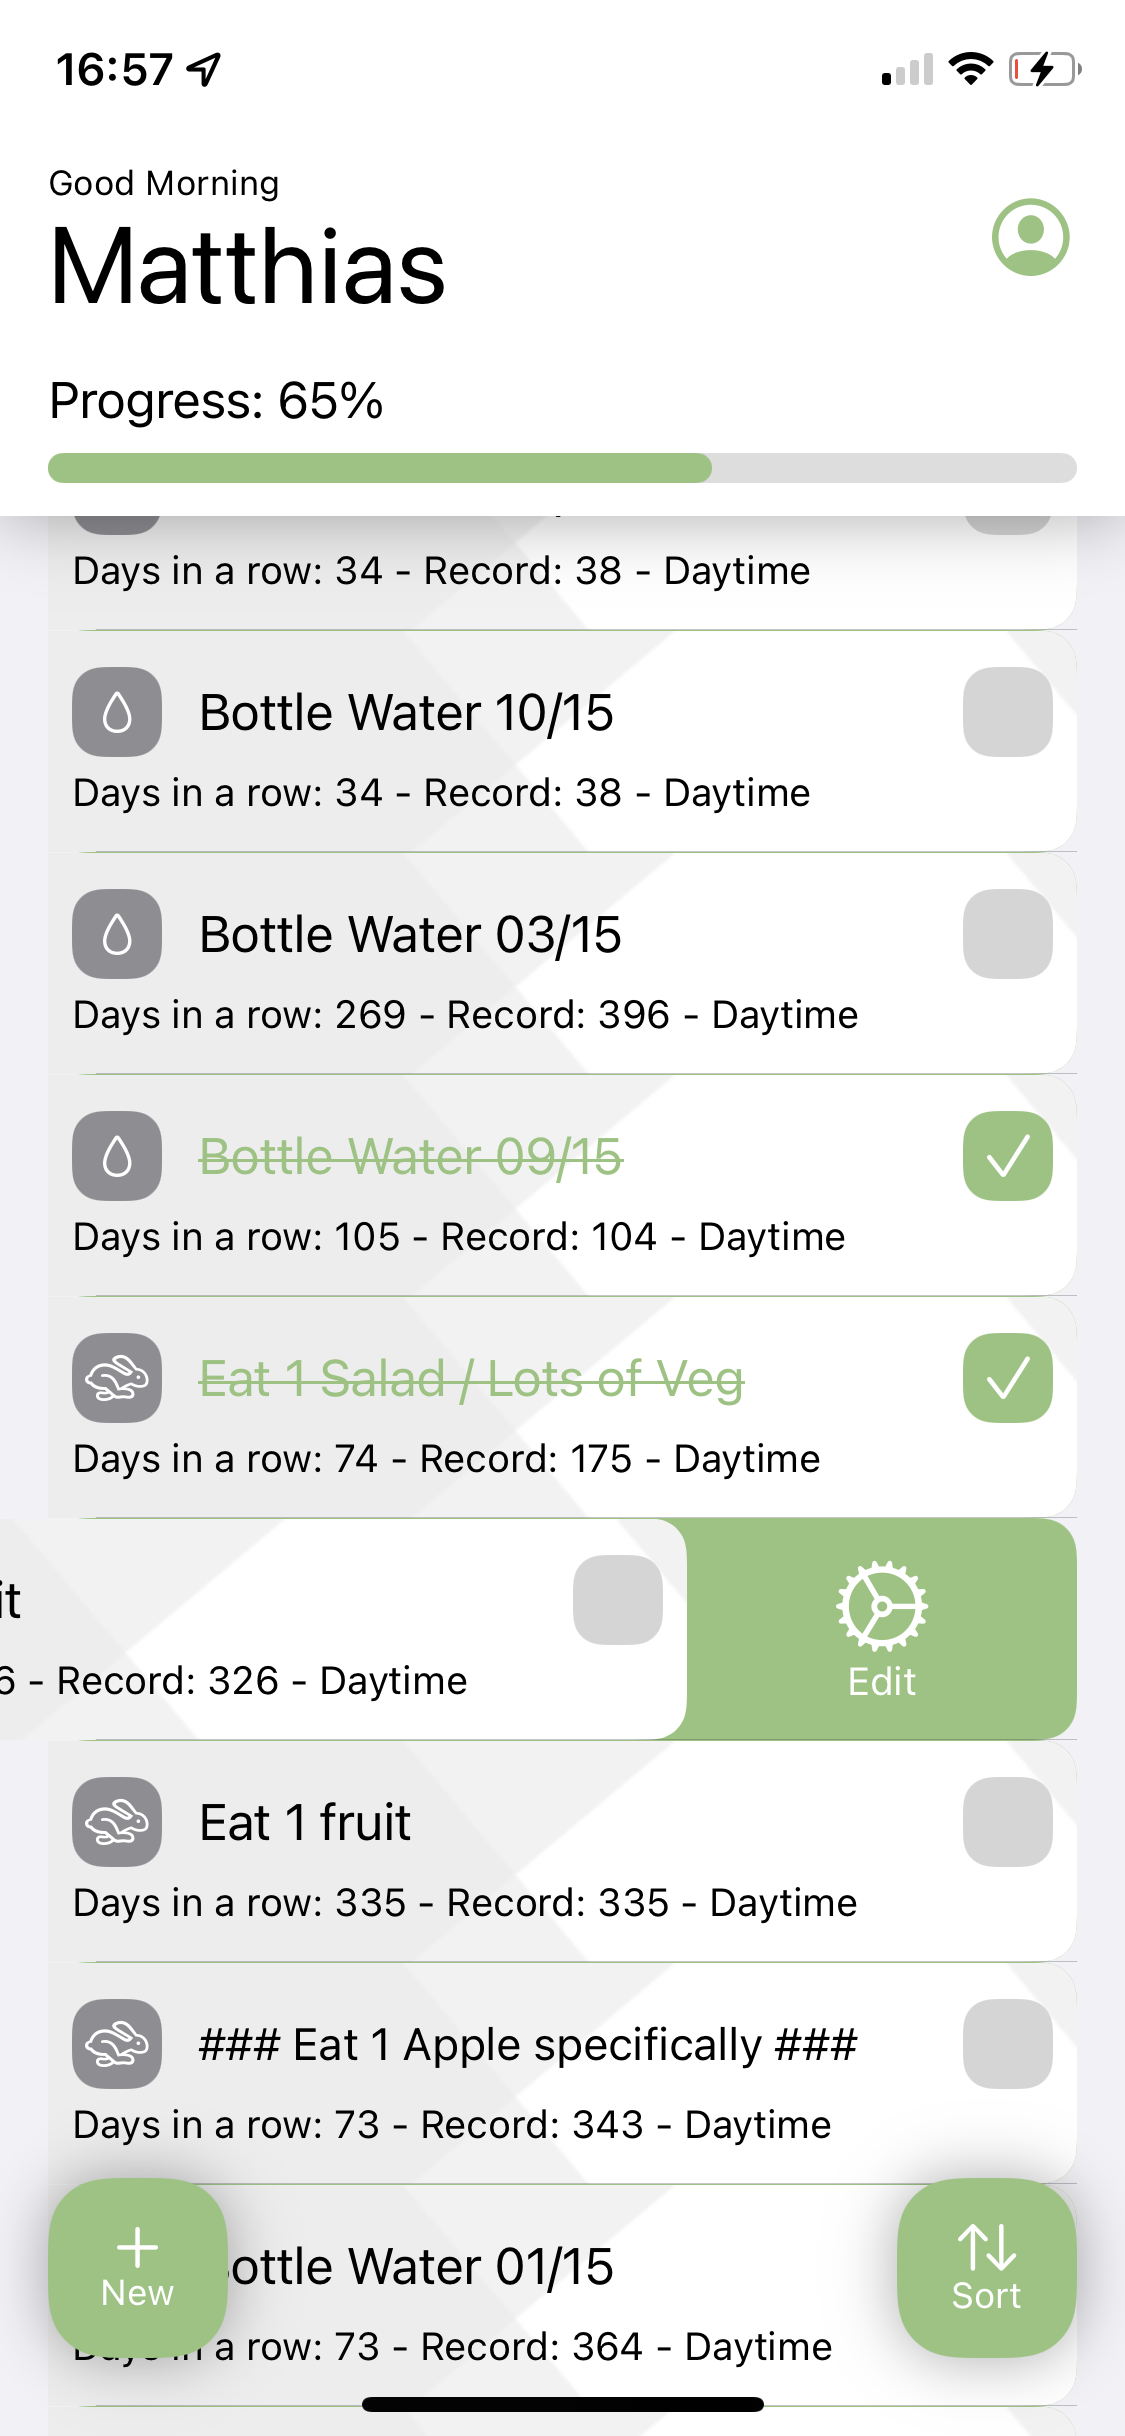 16:57
Good Morning
Matthias
Progress: 65%
Days in a row: 34 - Record: 38 - Daytime
Bottle Water 10/15
Days in a row: 34 - Record: 38 - Daytime
Bottle Water 03/15
Days in a row: 269 - Record: 396 - Daytime
Bottle Water 09/15
Days in a row: 105 - Record: 104 - Daytime
Eat 1 Salad / Lots of Veg
Days in a row: 74 - Record: 175 - Daytime
it
6 - Record: 326 - Daytime
Edit
Eat 1 fruit
Days in a row: 335 - Record: 335 - Daytime
### Eat 1 Apple specifically ###
Days in a row: 73 - Record: 343 - Daytime
ottle Water 01/15
a row: 73 - Record: 364 - Daytime
New
Sort